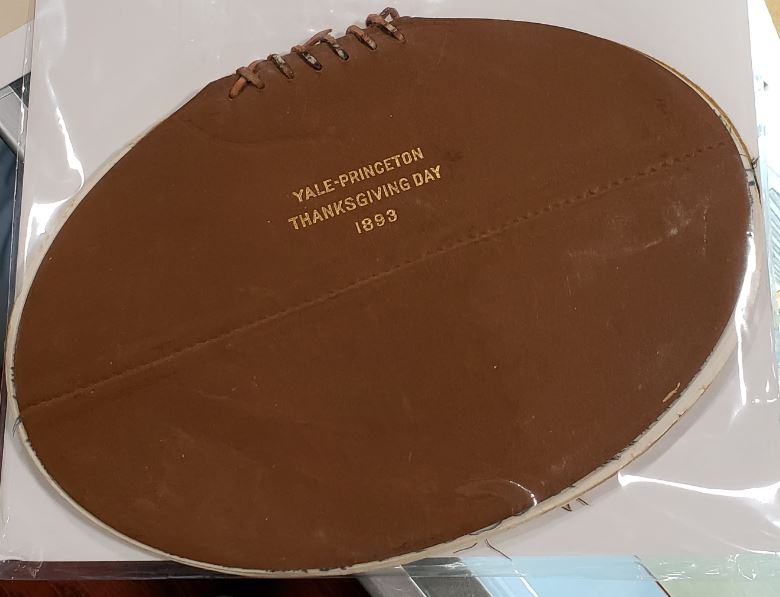 YALE-PRINCETON
THANKSGIVING DAY
1893